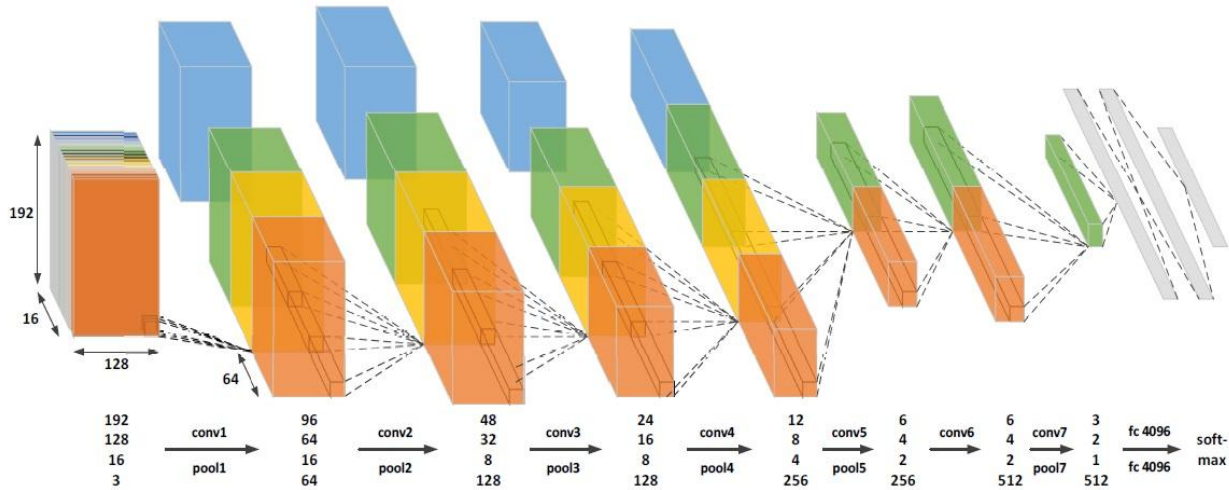 192
16
128
64
192
128
16
3
conv1
pool1
96
64
16
64
conv2
pool2
48
32
8
128
conv3
pool3
24
16
8
128
conv4
pool4
12
8
4
256
conv5
pool5
6
4
2
256
conv6
6
4
2
512
conv7
pool7
3
2
1
512
fc 4096
fc 4096
soft-
max